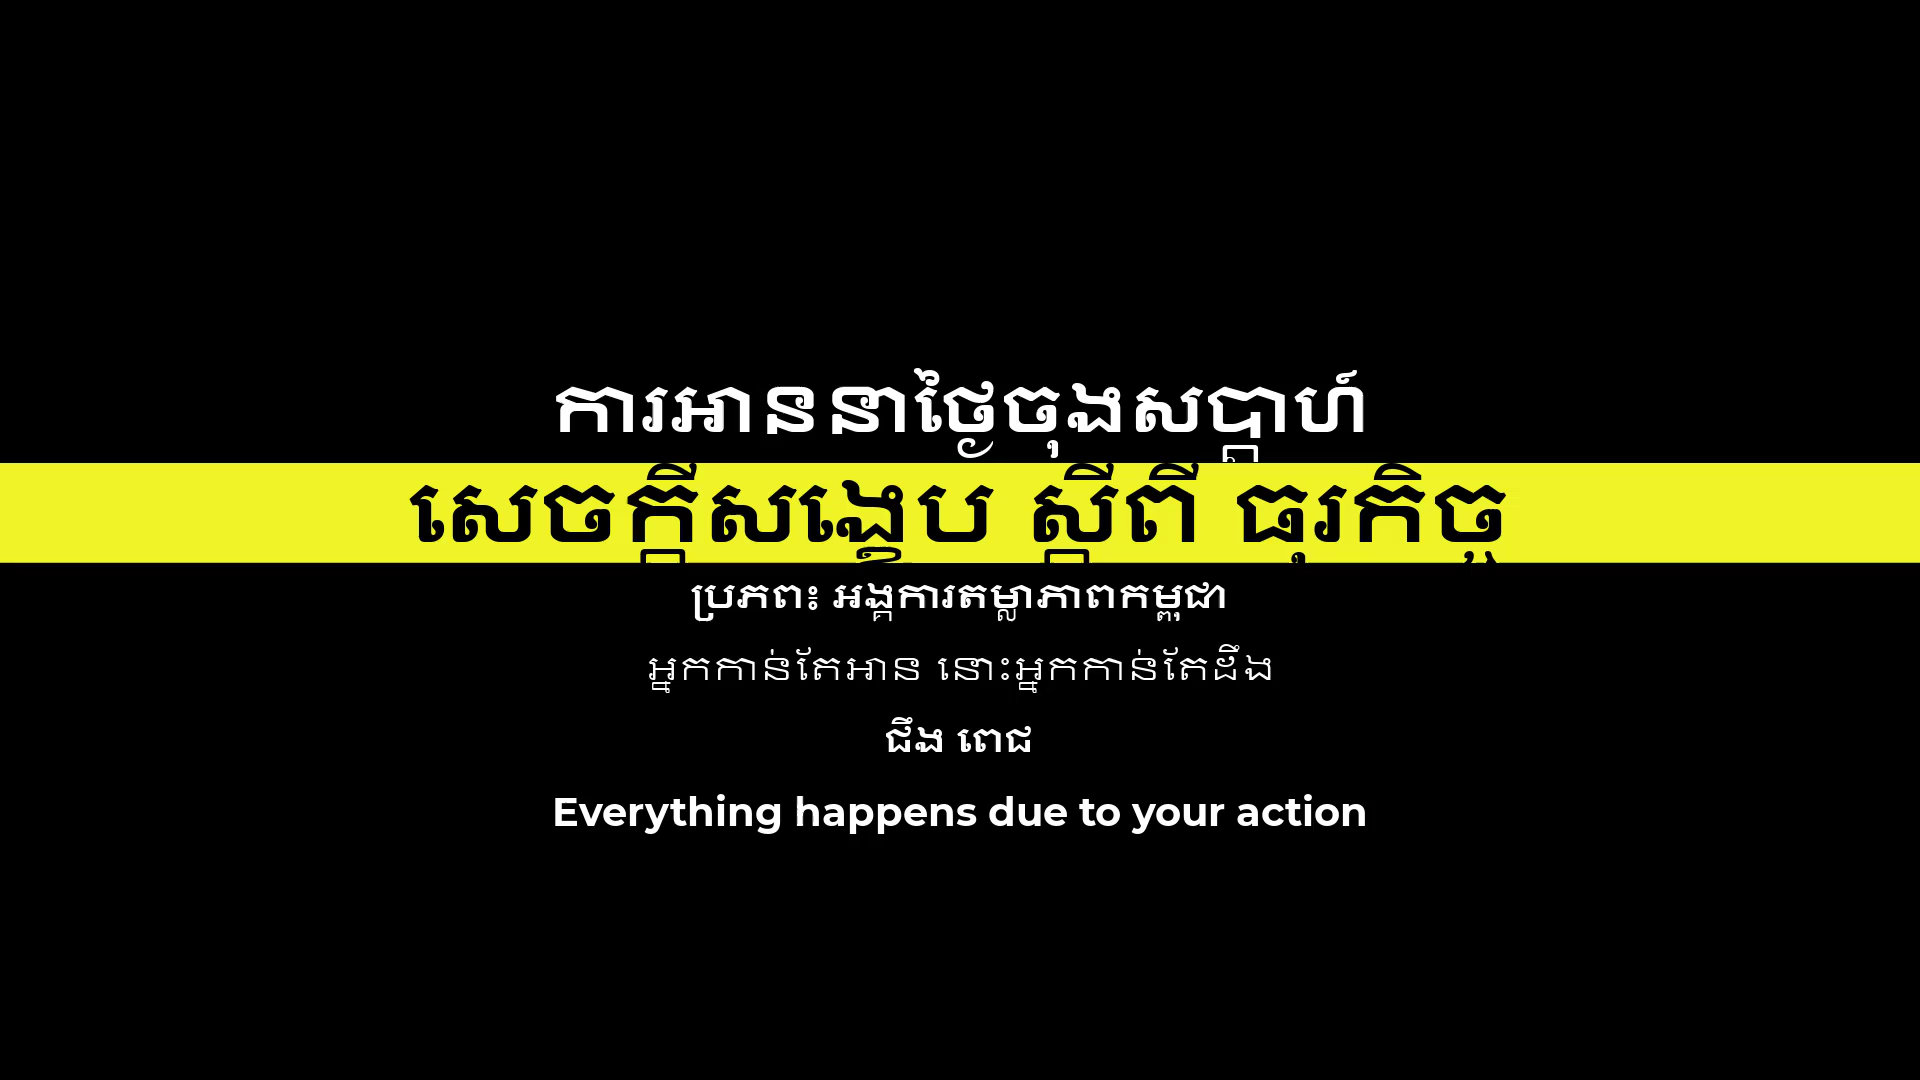 ការអាននាថ្ងៃចុងសប្ដាហ៍
សេចក្ដីសង្ខេប ស្ដីពី ធុរកិច្ច
ប្រភព៖ អង្គការតម្លាភាពកម្ពុជា
អ្នកកាន់តែអាន នោះអ្នកកាន់តែដឹង
ជឹង ពេជ
Everything happens due to your action